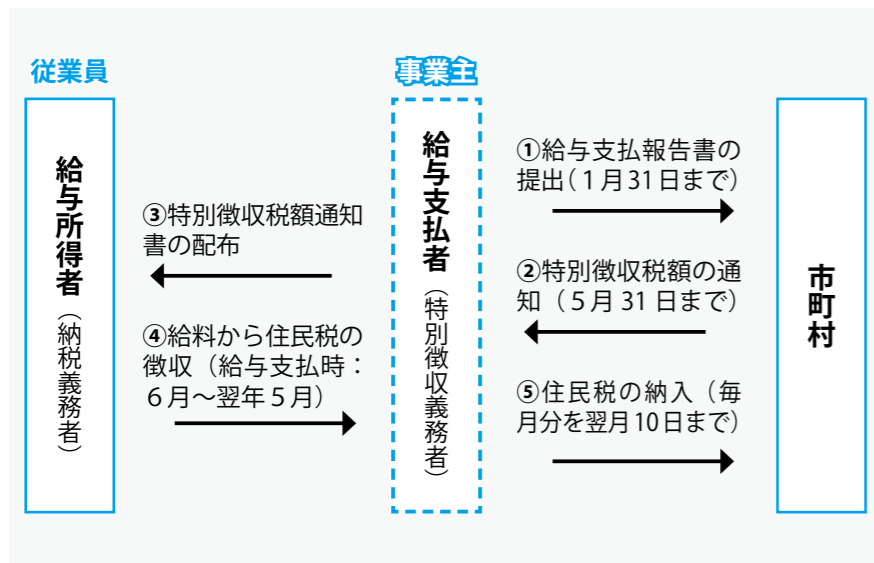 従業員
給与所得者(納税義務者)
③特別徴収税額通知
書の配布
④給料から住民税の
徴収(給与支払時:
6月~翌年5月)
事業主
給与支払者(特別徴収義務者)
①給与支払報告書の
提出(1月31日まで)
②特別徴収税額の通
知(5月31日まで)
⑤住民税の納入(毎
月分を翌月10日まで)
市町村